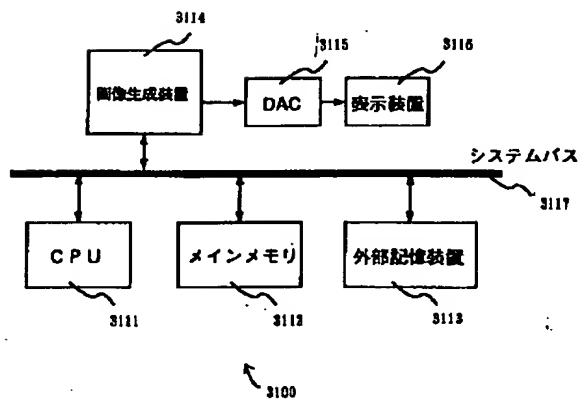 3114
3115
3116
画像生成装置
DAC
表示装置
システムバス
3117
CPU
メインメモリ
外部記憶装置
3111
3112
3113
3100